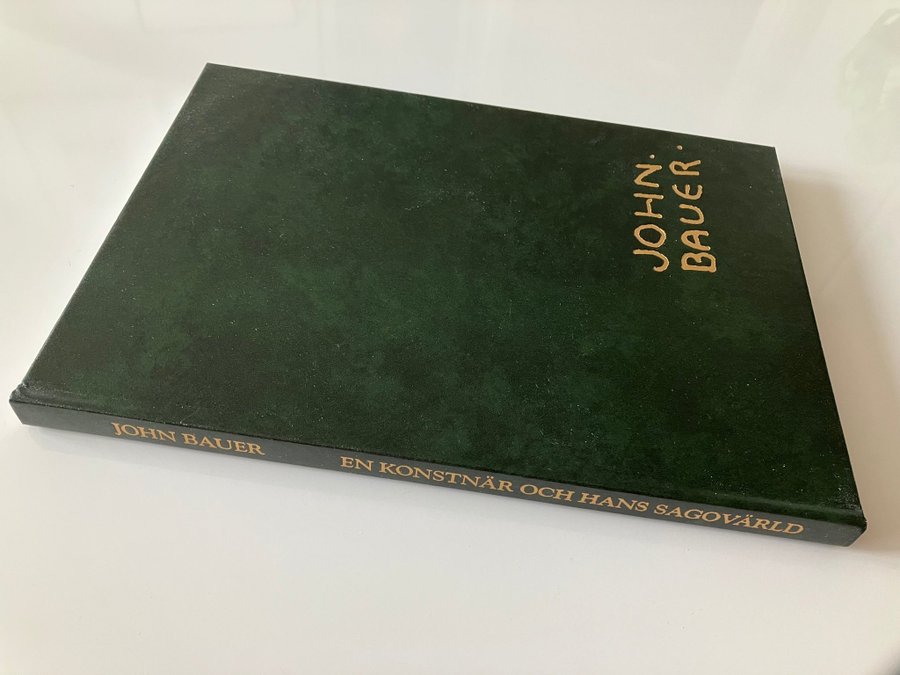 JOHN.
BAUER..
JOHN BAUER EN KONSTNÄR OCH HANS SAGOVÄRLD